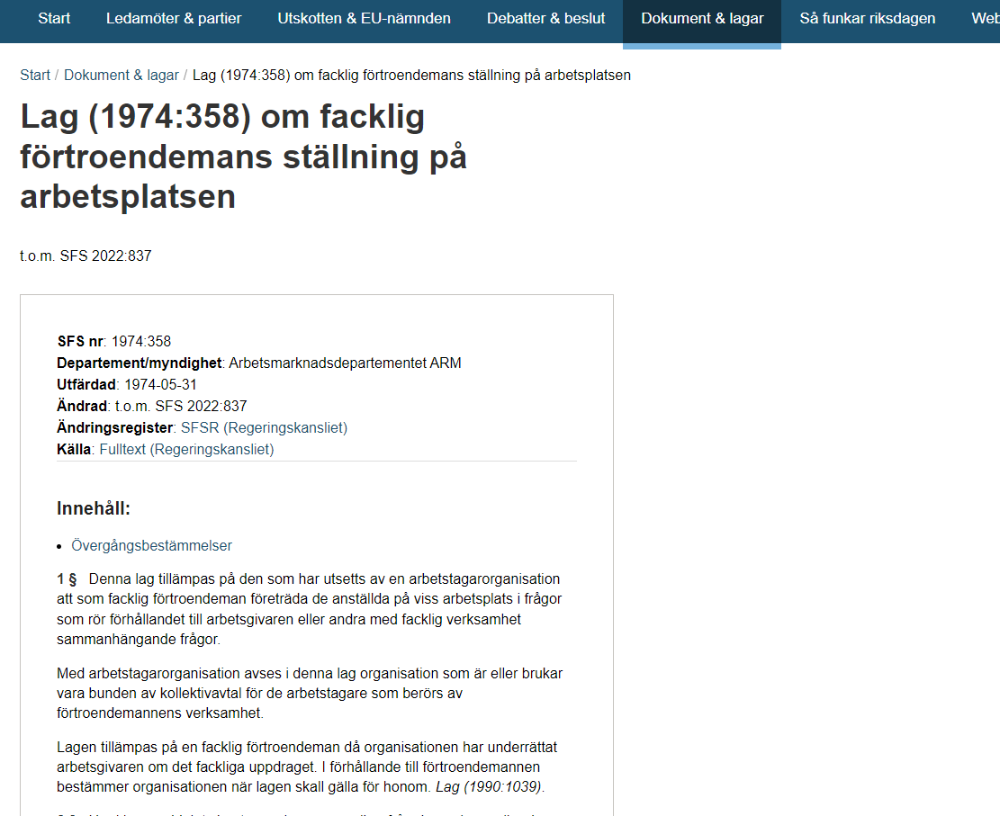 Start Ledamöter & partier Utskotten & EU-nämnden Debatter & beslut Dokument & lagar Så funkar riksdagen
Start / Dokument & lagar / Lag (1974:358) om facklig förtroendemans ställning på arbetsplatsen
Lag (1974:358) om facklig
förtroendemans ställning på
arbetsplatsen
t.o.m. SFS 2022:837
SFS nr: 1974:358
Departement/myndighet: Arbetsmarknadsdepartementet ARM
Utfärdad: 1974-05-31
Ändrad: t.o.m. SFS 2022:837
Ändringsregister: SFSR (Regeringskansliet)
Källa: Fulltext (Regeringskansliet)
Innehåll:
• Övergångsbestämmelser
1 § Denna lag tillämpas på den som har utsetts av en arbetstagarorganisation
att som facklig förtroendeman företräda de anställda på viss arbetsplats i frågor
som rör förhållandet till arbetsgivaren eller andra med facklig verksamhet
sammanhängande frågor.
Med arbetstagarorganisation avses i denna lag organisation som är eller brukar
vara bunden av kollektivavtal för de arbetstagare som berörs av
förtroendemannens verksamhet.
Lagen tillämpas på en facklig förtroendeman då organisationen har underrättat
arbetsgivaren om det fackliga uppdraget. I förhållande till förtroendemannen
bestämmer organisationen när lagen skall gälla för honom. Lag (1990:1039).